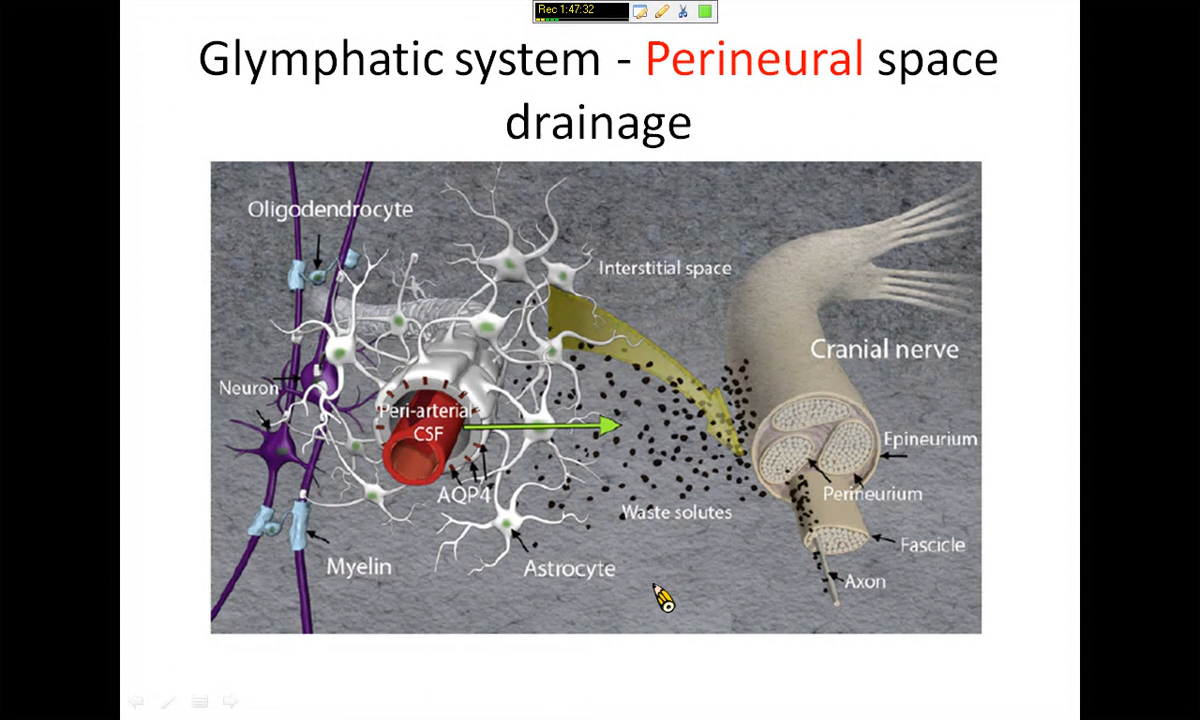 Rec 1:47:32
Glymphatic system - Perineural space
drainage
Oligodendrocyte
Interstitial space
Cranial nerve
Neuron
Peri-arterial
CSF
Epineurium
AQP4
Perineurium
Waste solutes
Fascicle
Myelin
Astrocyte
Axon